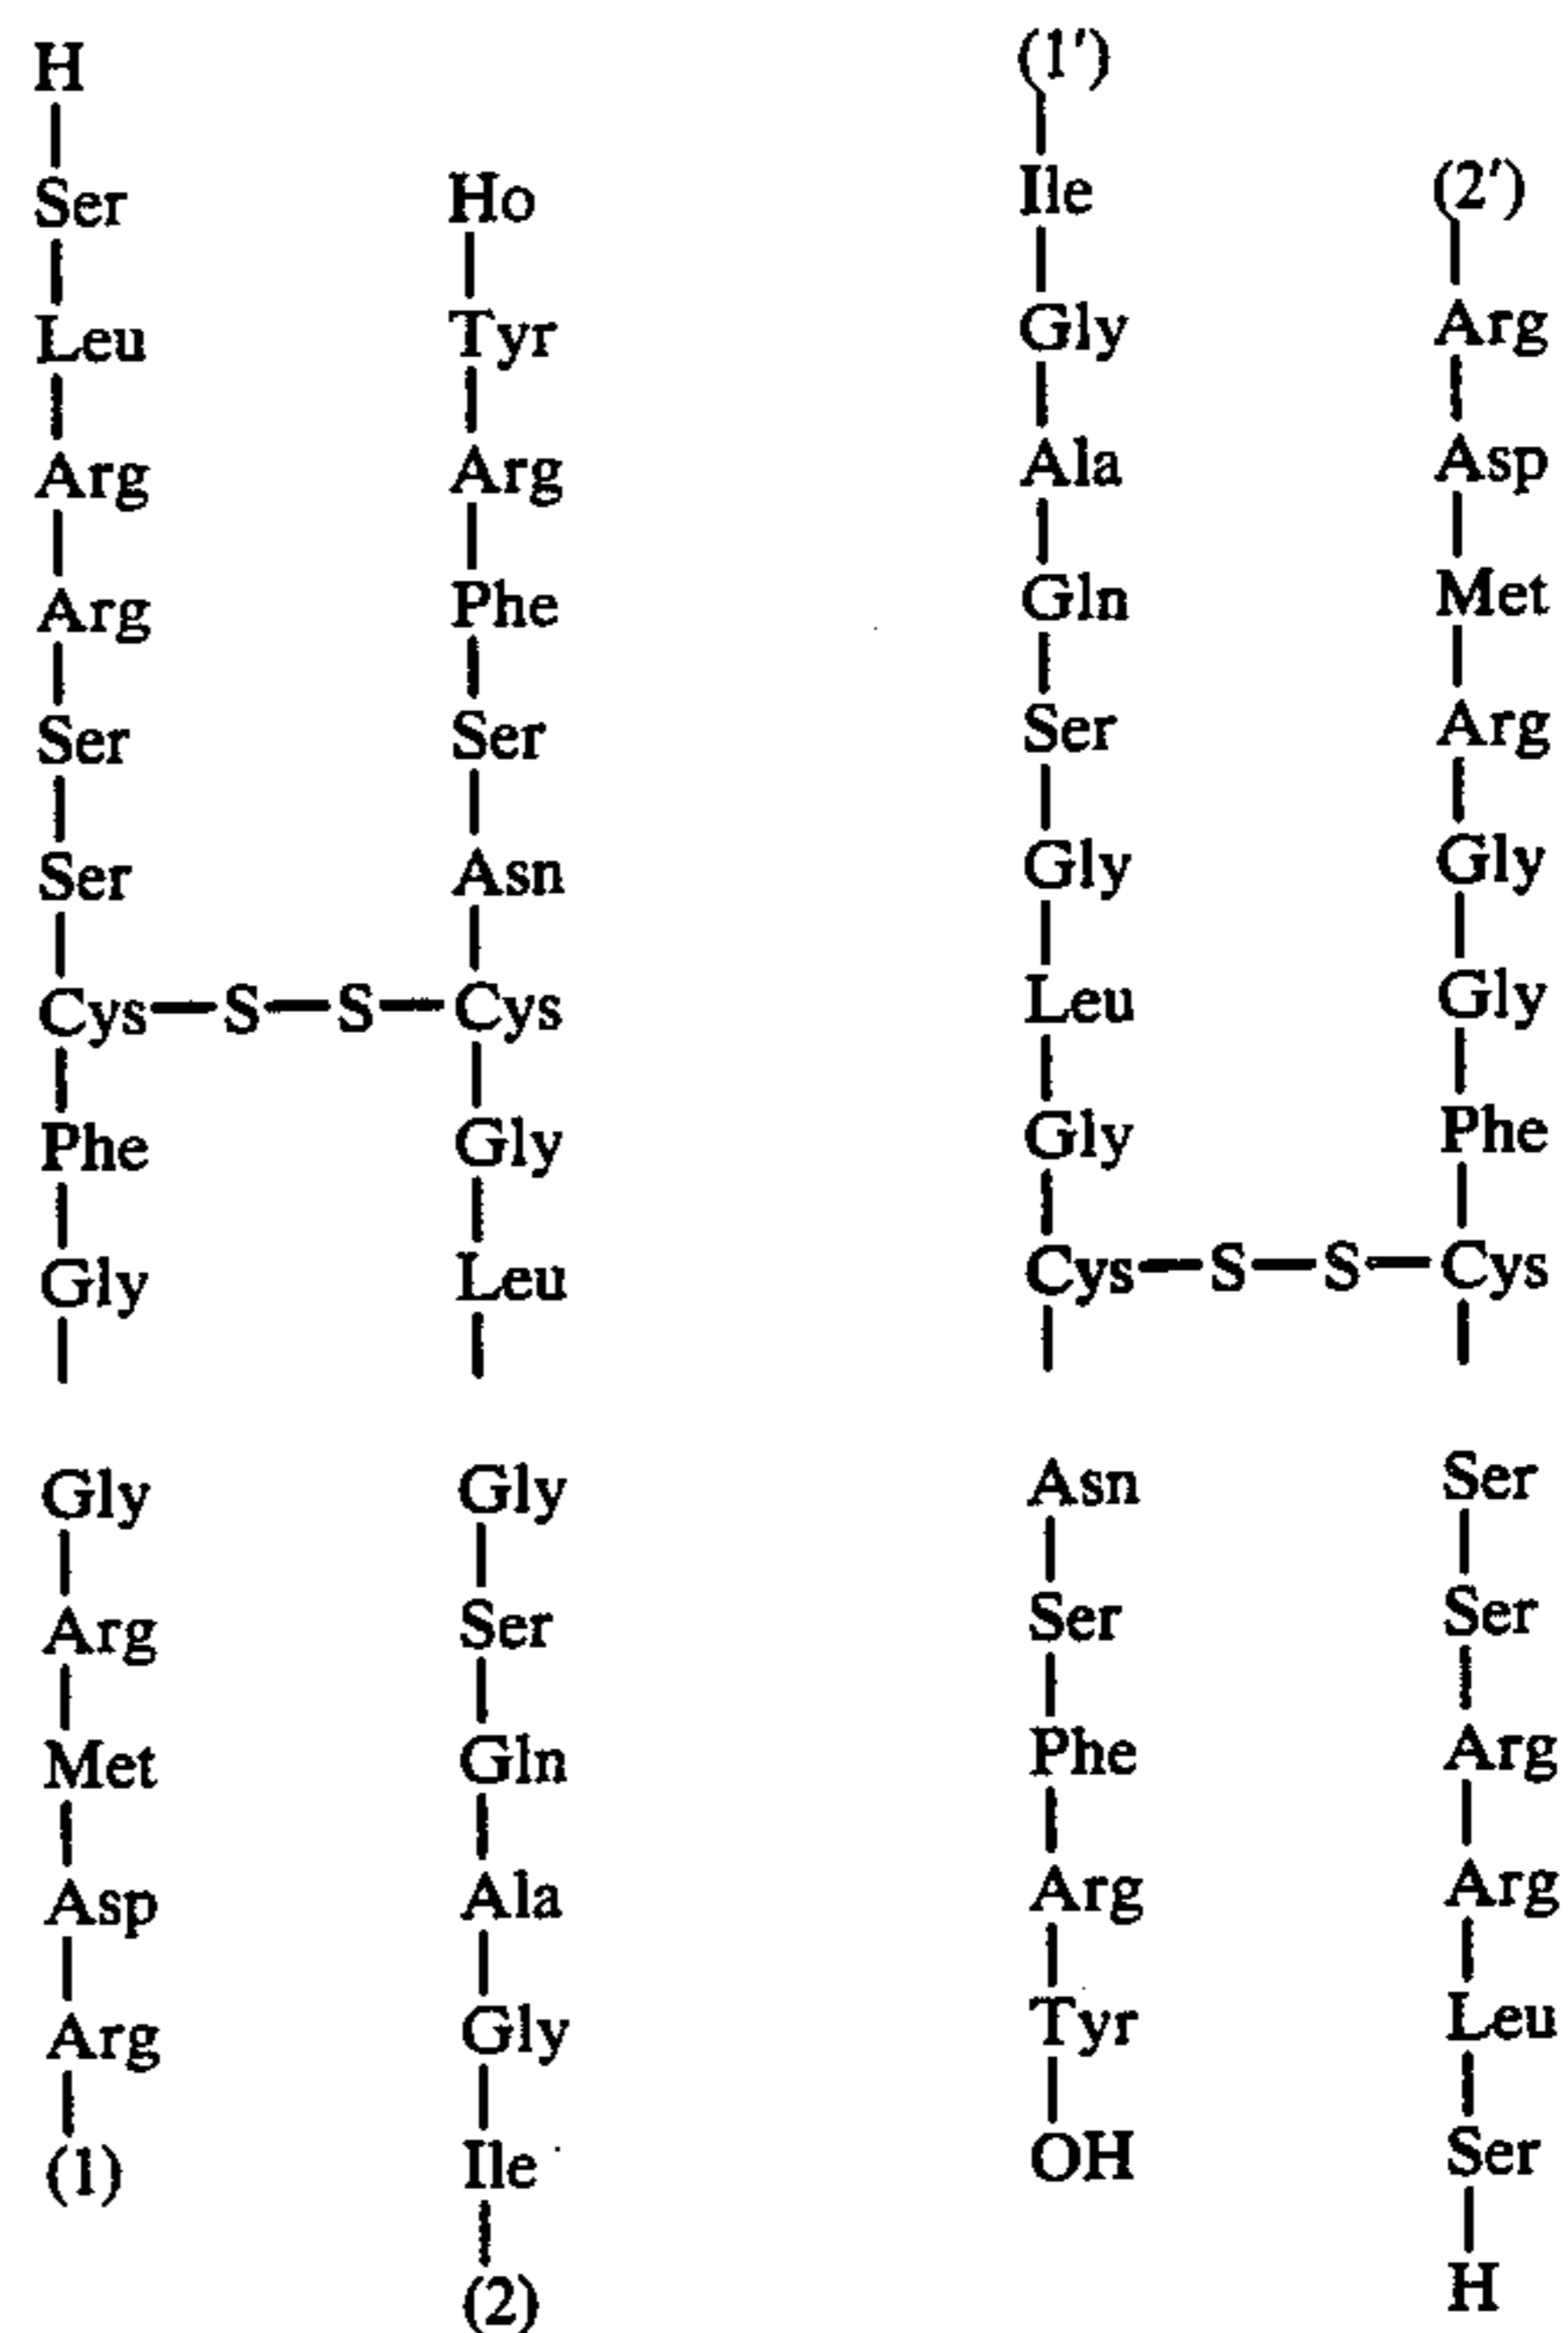 H
Ser
Leu
Arg
Arg
Ser
Ser
Cys—S—S—Cys
Phe
Gly
Gly
Arg
Met
Asp
Arg
(1)
Ho
Tyr
Arg
Phe
Ser
Asn
Gly
Leu
Gly
Ser
Gln
Ala
Gly
Ile
(2)
(1')
Ile
Gly
Ala
Gln
Ser
Gly
Leu
Gly
Cys—S—S—Cys
Asn
Ser
Phe
Arg
Tyr
OH
(2')
Arg
Asp
Met
Arg
Gly
Gly
Phe
Ser
Ser
Arg
Arg
Leu
Ser
H